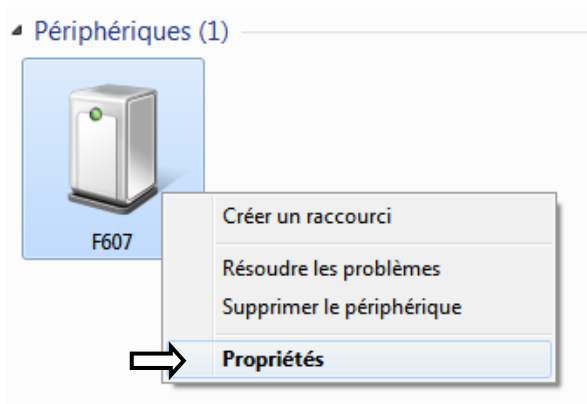 Périphériques (1)
F607
Créer un raccourci
Résoudre les problèmes
Supprimer le périphérique
Propriétés